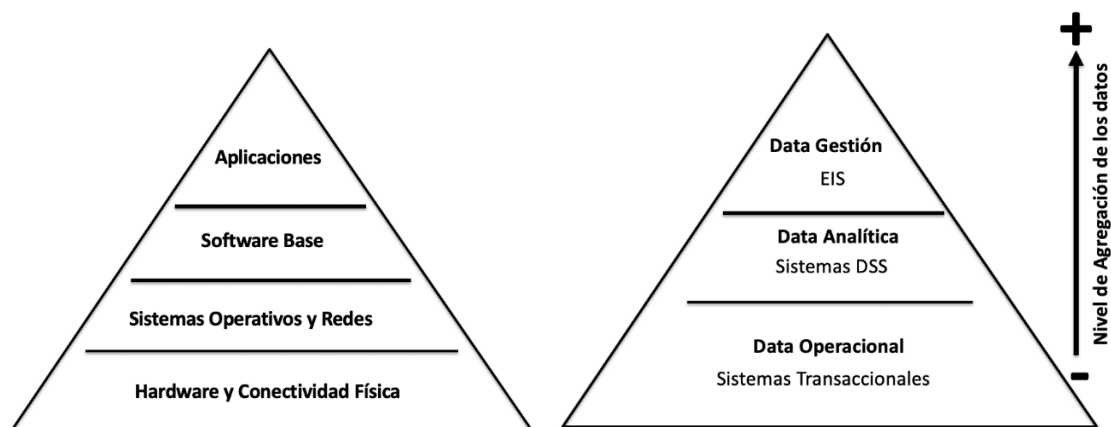 Aplicaciones
Software Base
Sistemas Operativos y Redes
Hardware y Conectividad Física
Data Gestión
EIS
Data Analítica
Sistemas DSS
Data Operacional
Sistemas Transaccionales
+
Nivel de Agregación de los datos
-